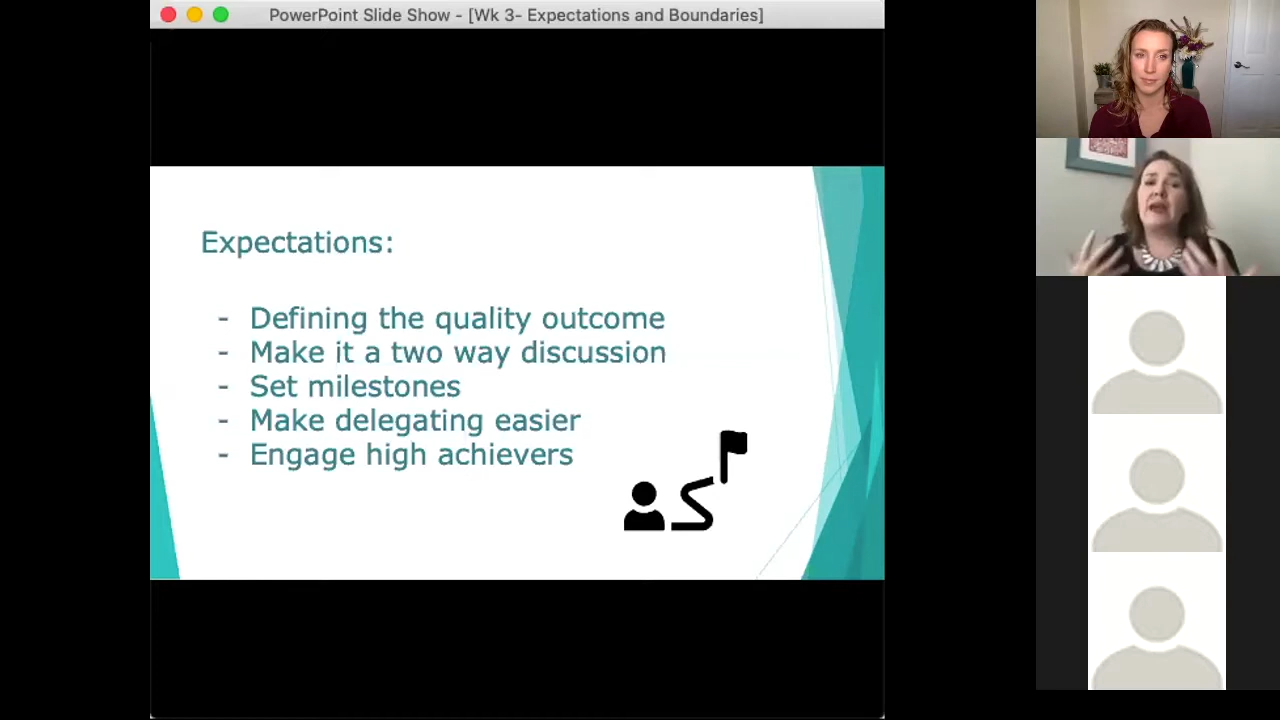 PowerPoint Slide Show - [Wk 3- Expectations and Boundaries]
Expectations:
- Defining the quality outcome
- Make it a two way discussion
- Set milestones
- Make delegating easier
- Engage high achievers